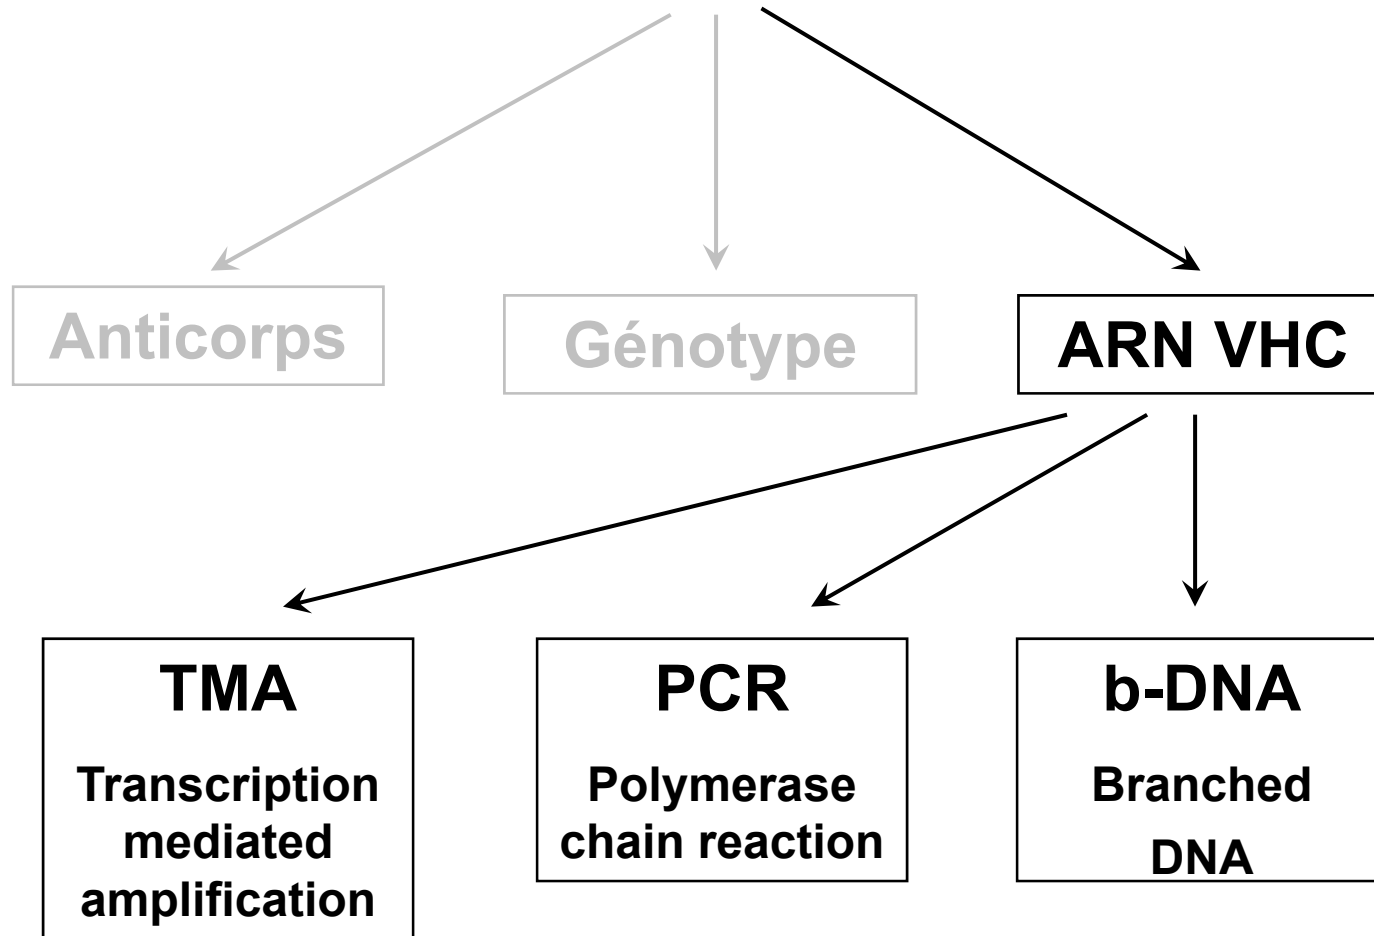 Anticorps
Génotype
ARN VHC
TMA
Transcription
mediated
amplification
PCR
Polymerase
chain reaction
b-DNA
Branched
DNA